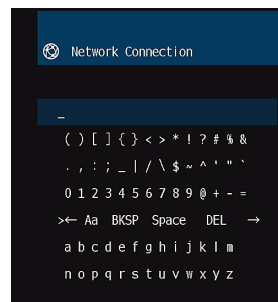 Network Connection
_
( ) [ ] { } < > * ! ? # % &
. , : ; _ | / \ $ ~ ^ ' " `
0 1 2 3 4 5 6 7 8 9 @ + - =
>← Aa BKSP Space DEL →
a b c d e f g h i j k l m
n o p q r s t u v w x y z